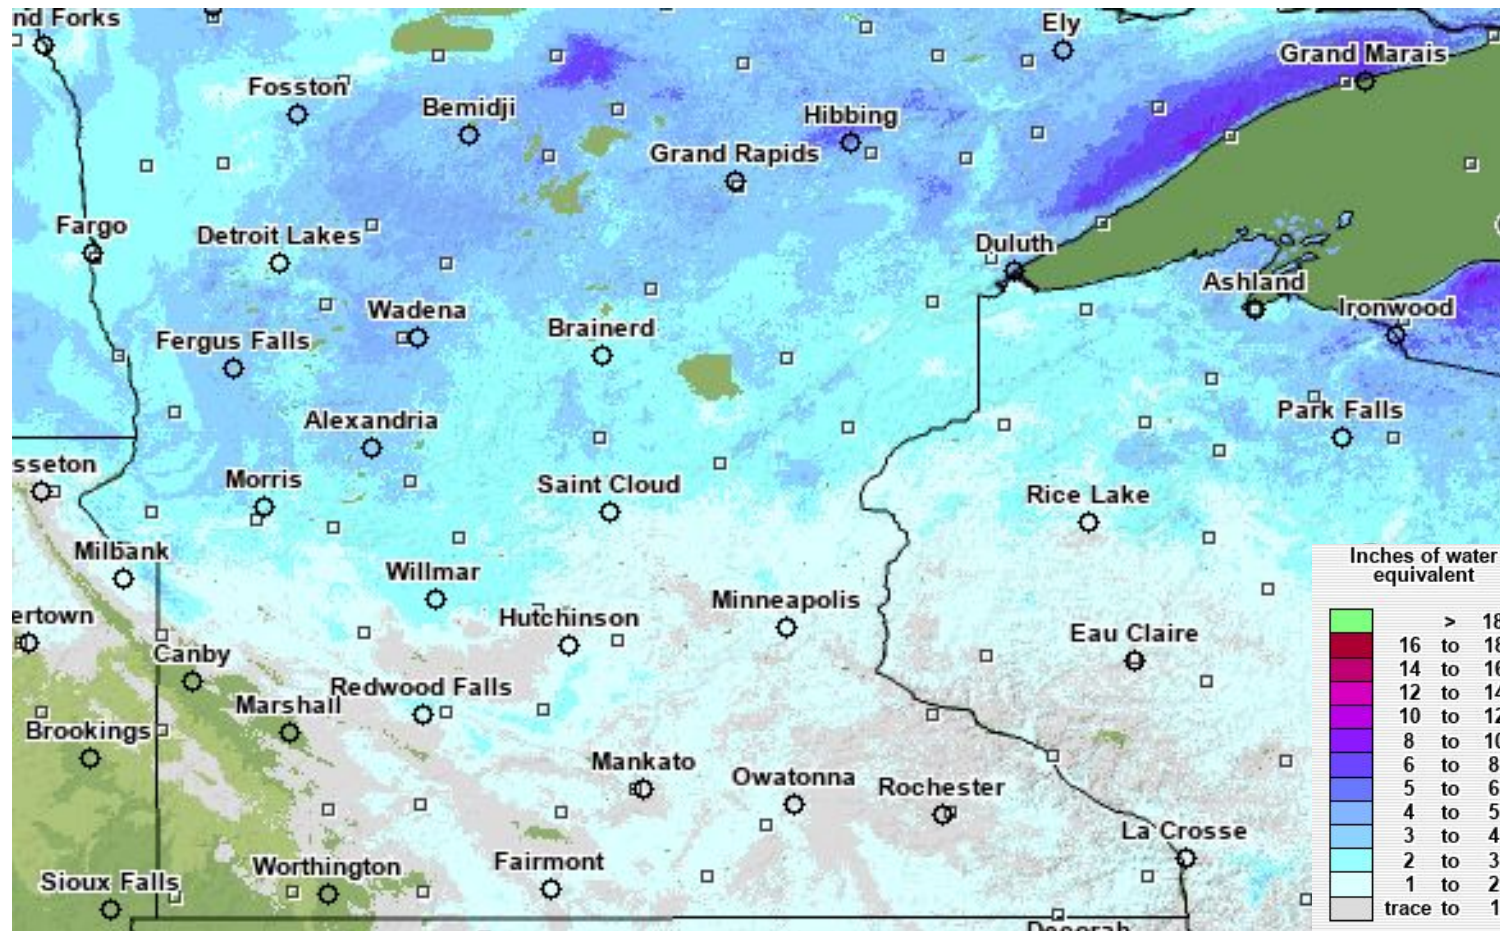 nd Forks
Ely
Grand Marais
Fosston
Bemidji
Hibbing
Grand Rapids
Fargo
Detroit Lakes
Duluth
Ashland
Wadena
Ironwood
Brainerd
Fergus Falls
Alexandria
Park Falls
sseton
Morris
Saint Cloud
Rice Lake
Milbank
Willmar
Minneapolis
ertown
Hutchinson
Eau Claire
Canby
Redwood Falls
Marshall
Brookings
Mankato
Owatonna
Rochester
La Crosse
Fairmont
Worthington
Sioux Falls
Decorah
Inches of water
equivalent
> 18
16 to 18
14 to 16
12 to 14
10 to 12
8 to 10
6 to 8
5 to 6
4 to 5
3 to 4
2 to 3
1 to 2
trace to 1